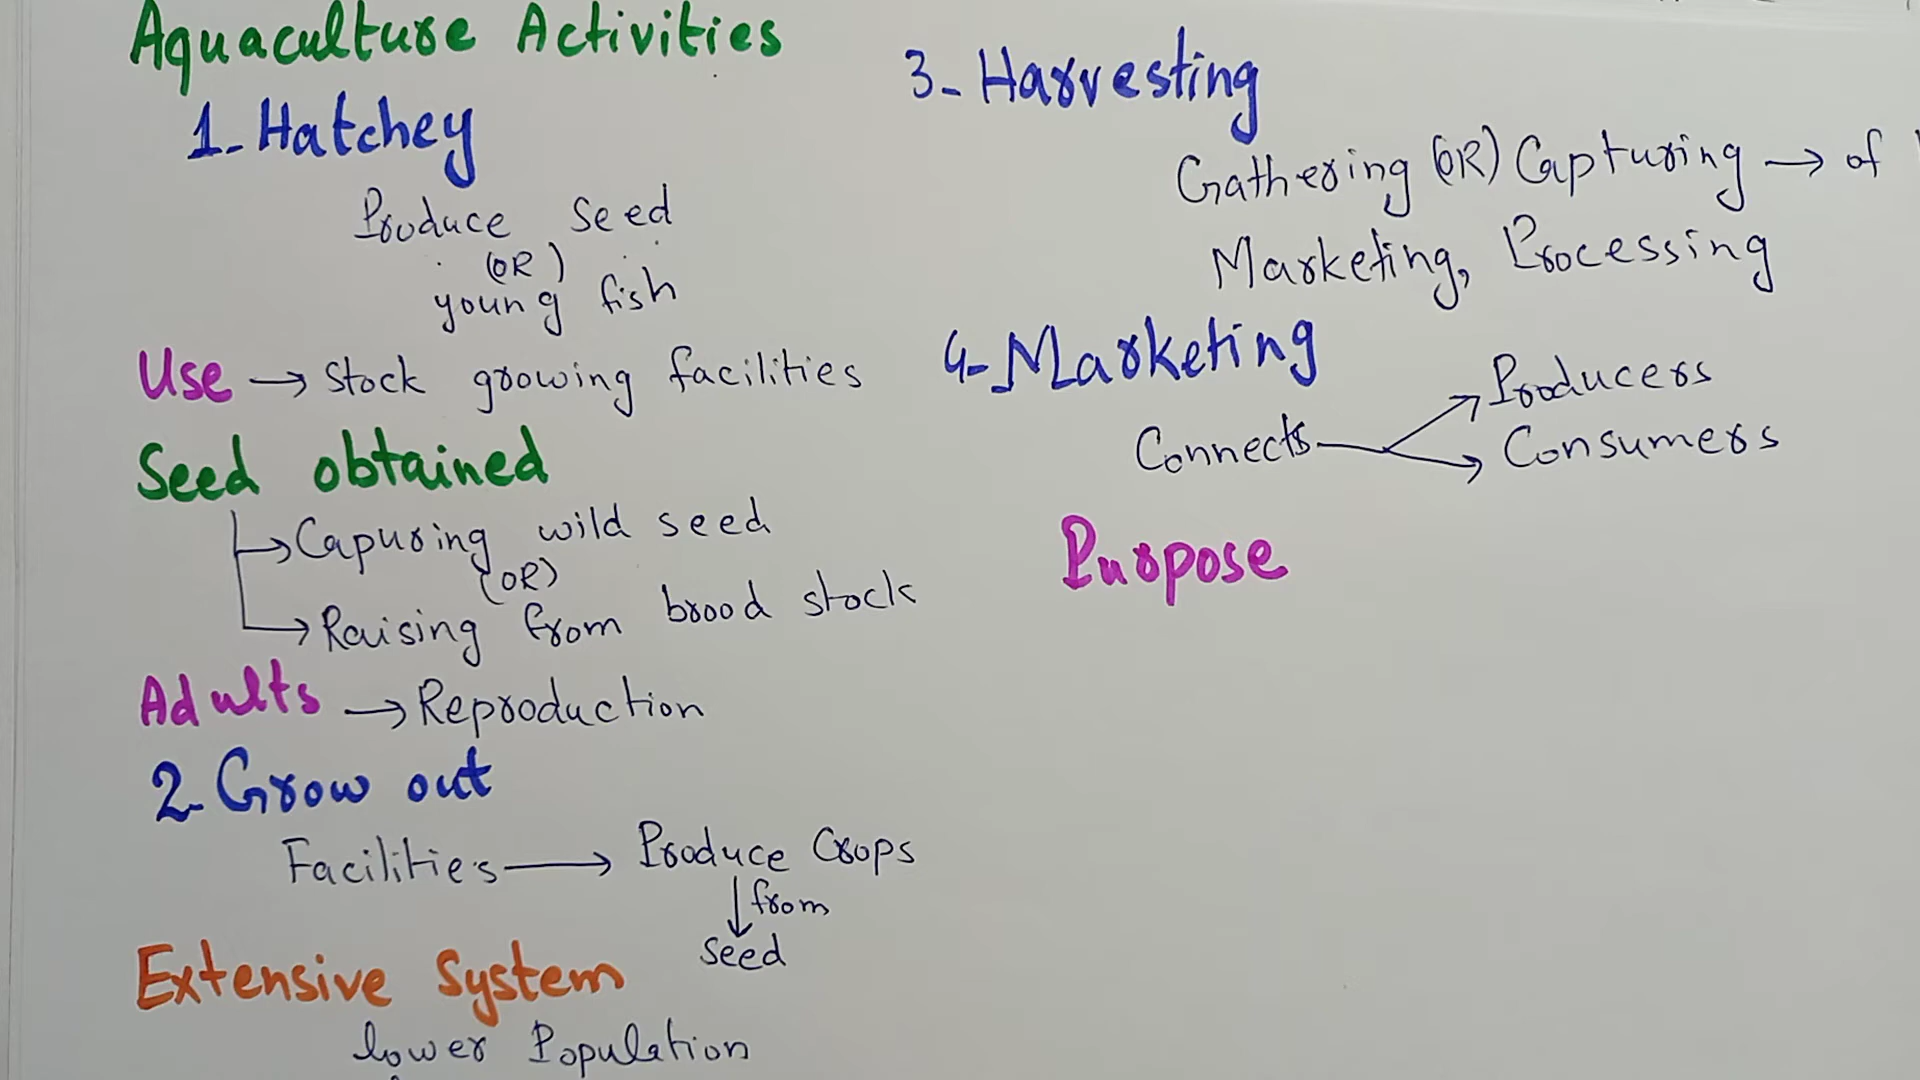 Aquaculture Activities
1- Hatchey
Produce Seed
(OR)
young fish
Use → Stock growing facilities
Seed obtained
→ Capuring wild seed
(OR)
→ Raising from brood stock
Adults → Reproduction
2- Grow out
Facilities → Produce Crops
↓ from
Seed
Extensive System
lower Population
3- Harvesting
Gathering (OR) Capturing → of
Marketing, Processing
4- Marketing
Connects → Producers
→ Consumers
Purpose